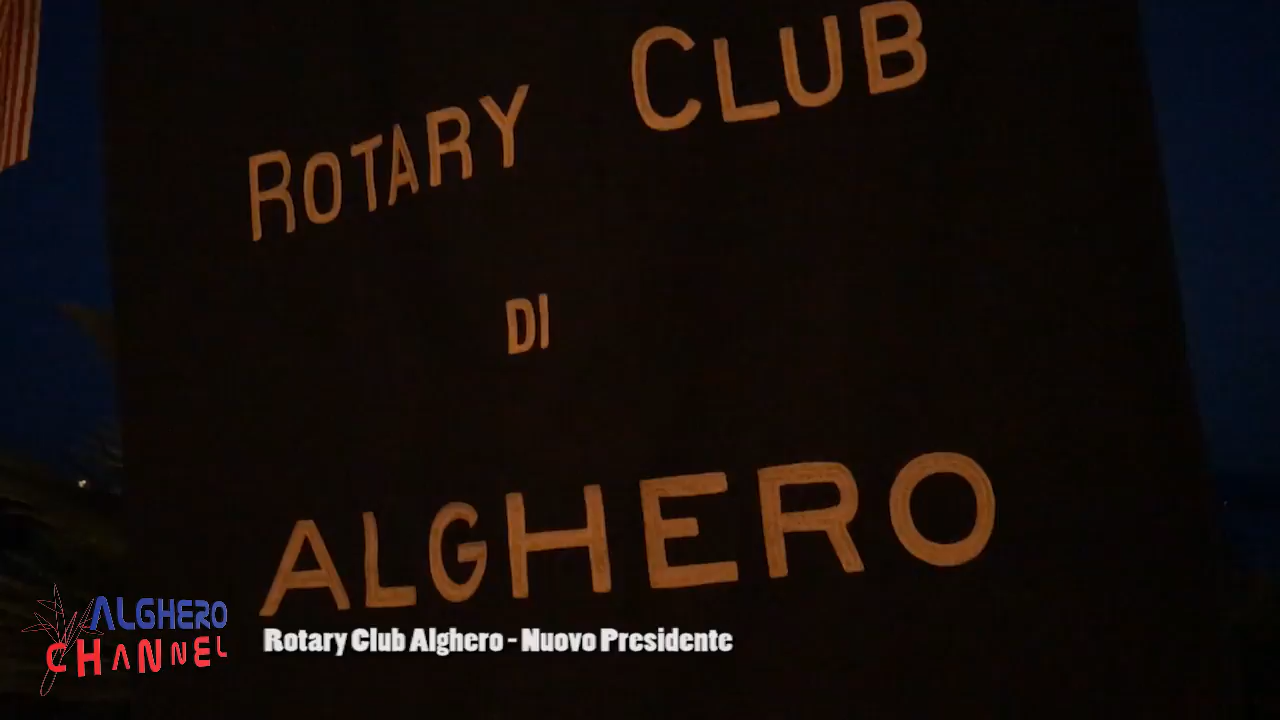 ROTARY CLUB
DI
ALGHERO
ALGHERO
CHANNEL
Rotary Club Alghero - Nuovo Presidente